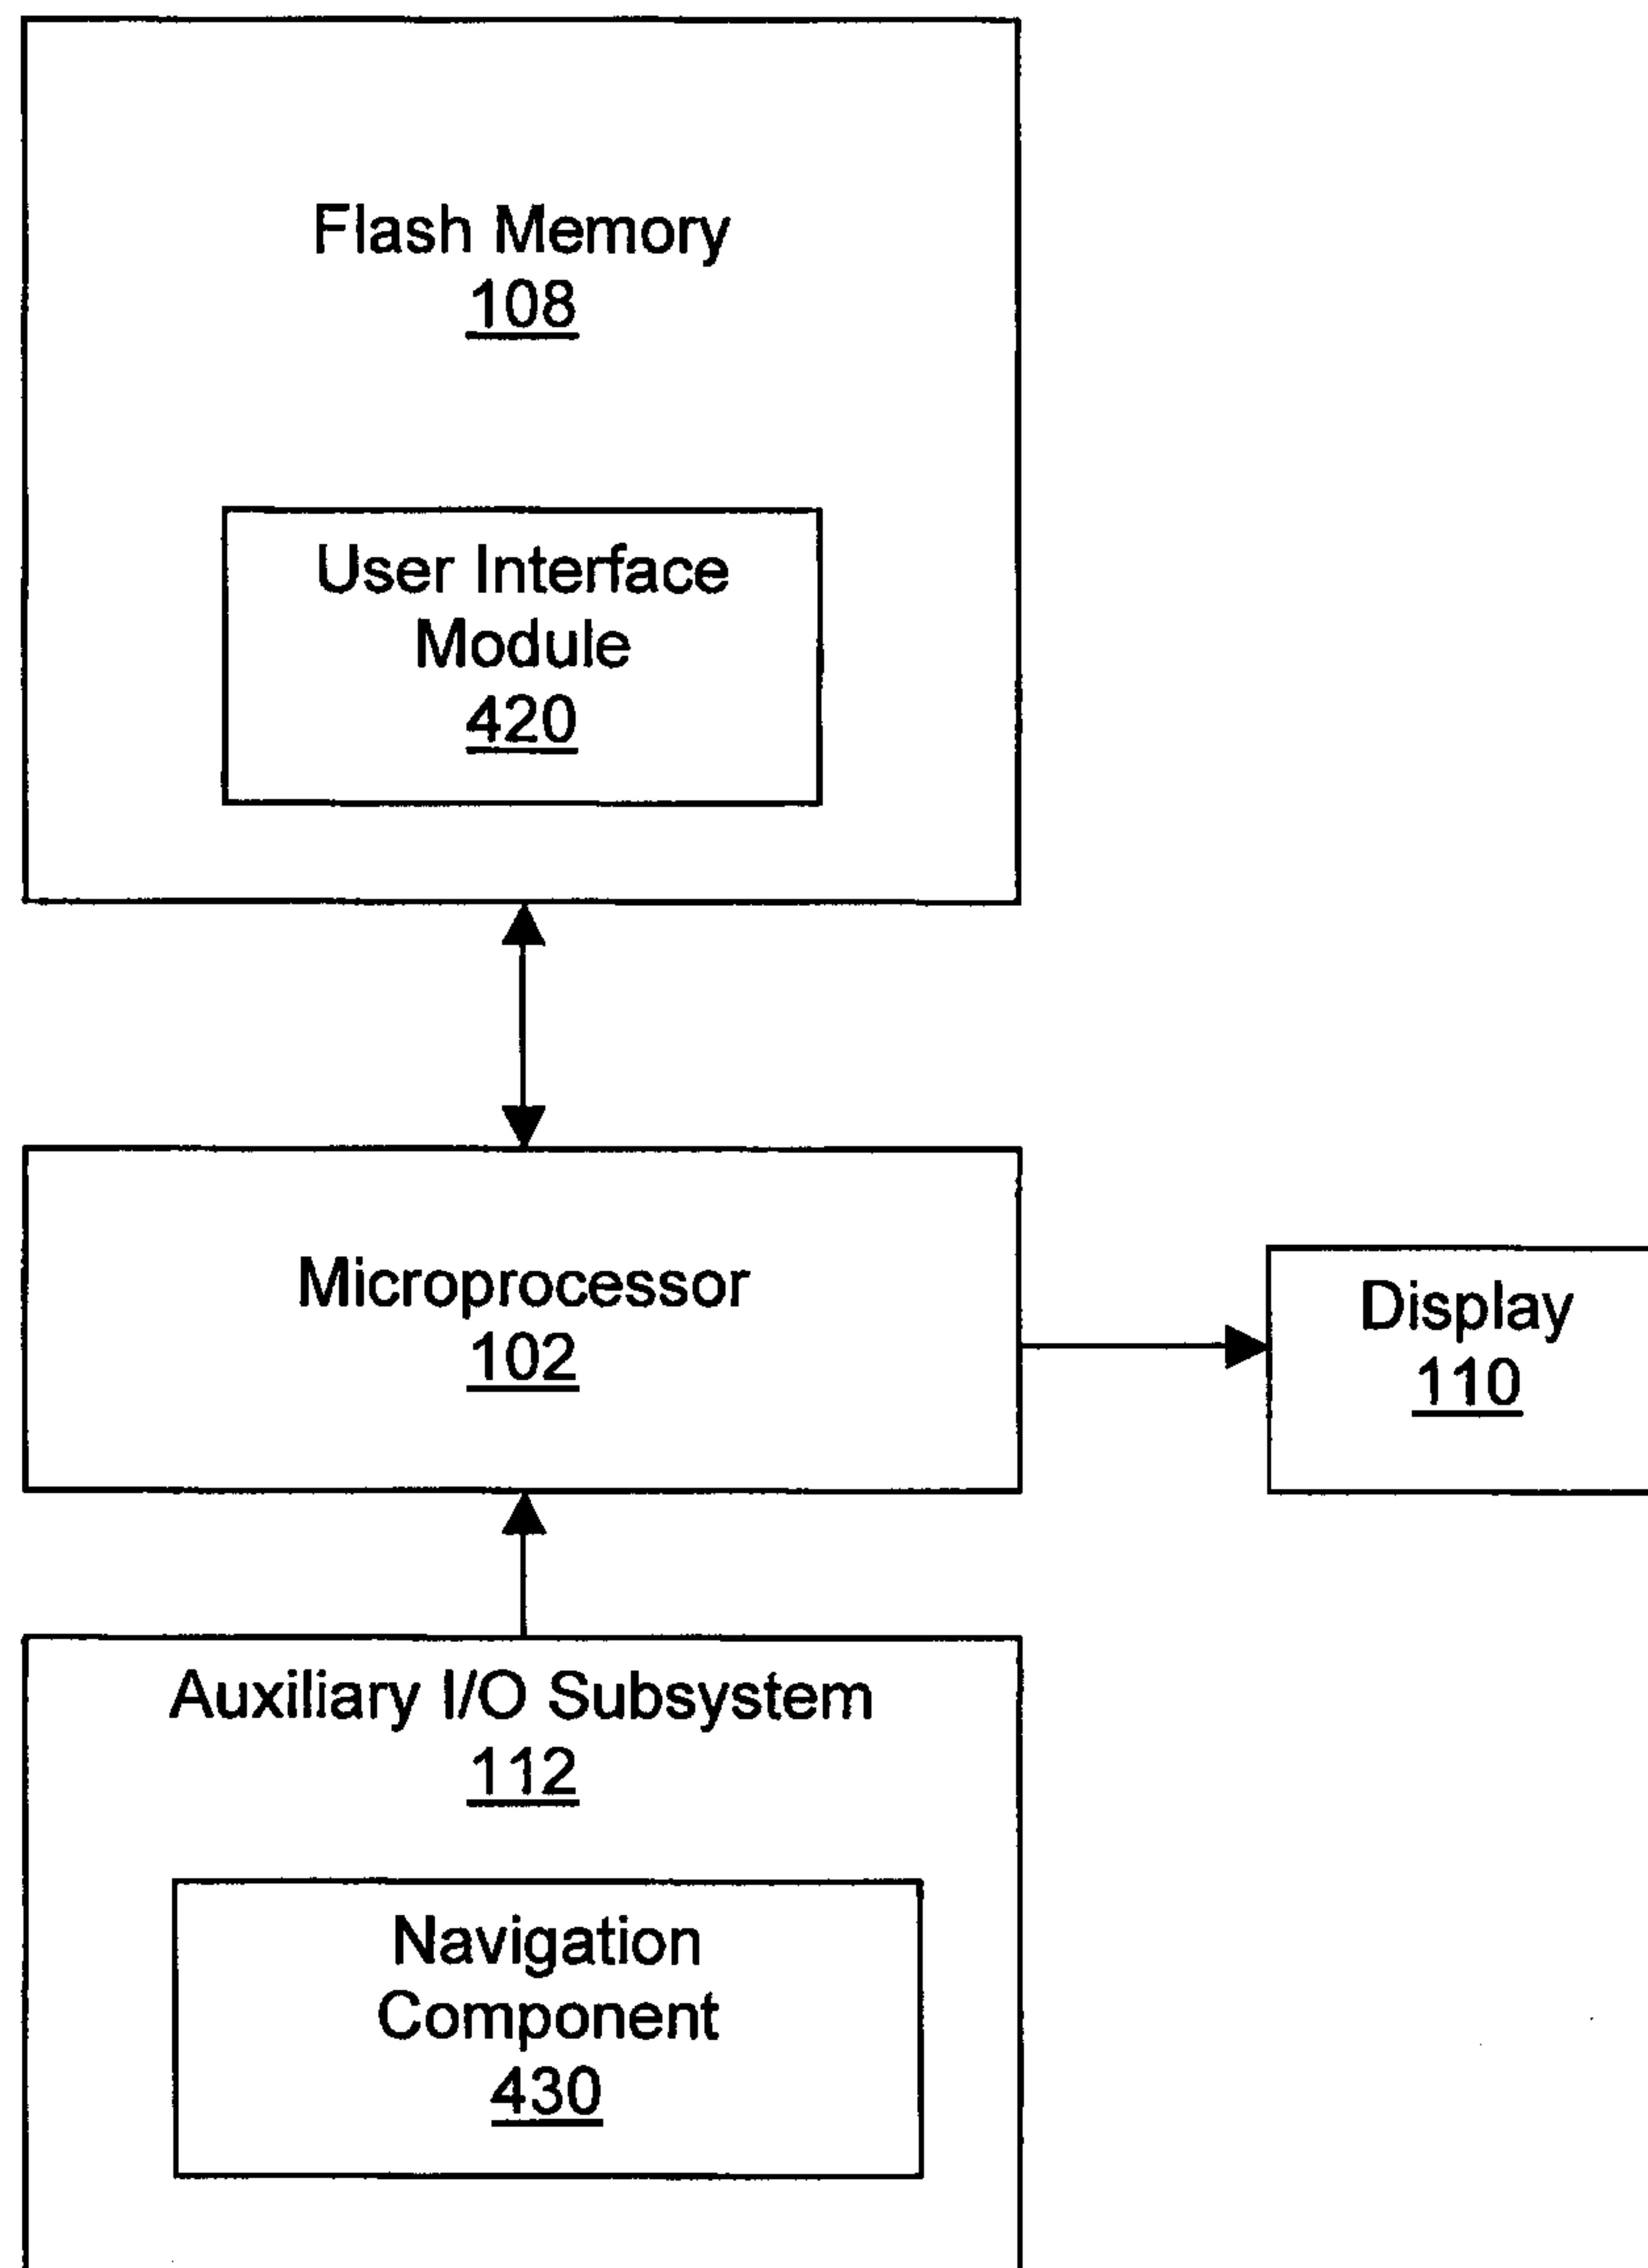 Flash Memory
108
User Interface
Module
420
Microprocessor
102
Display
110
Auxiliary I/O Subsystem
112
Navigation
Component
430